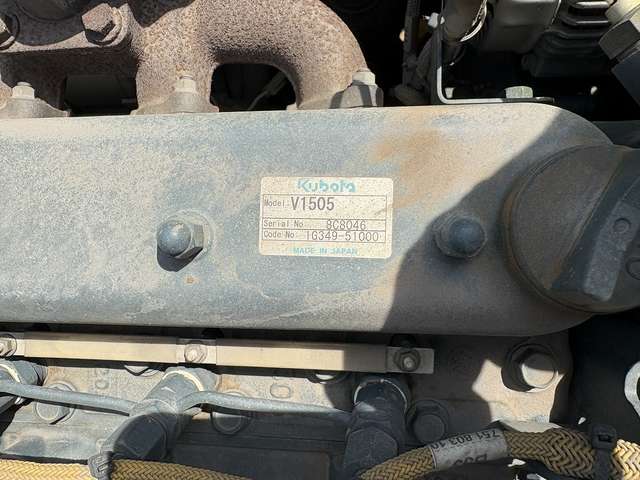 Kubota
Model. V1505
Serial No. 8C8046
Code No. 1G349-51000
MADE IN JAPAN